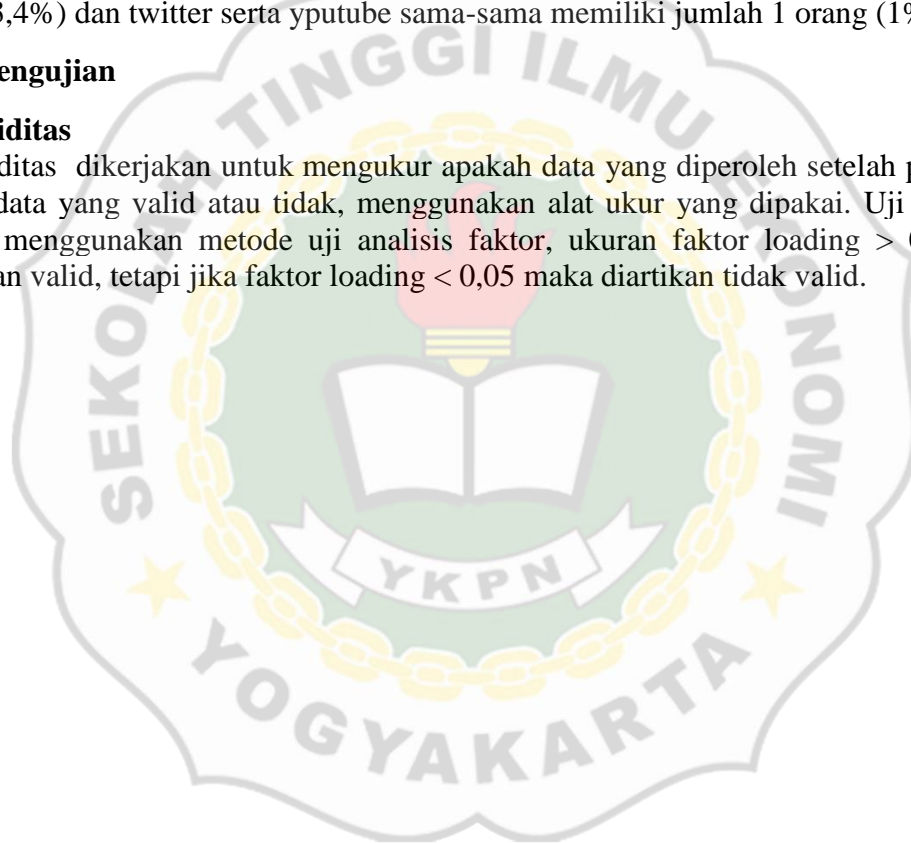 3,4%) dan twitter serta yputube sama-sama memiliki jumlah 1 orang (1%
engujian
iditas
ditas dikerjakan untuk mengukur apakah data yang diperoleh setelah p
data yang valid atau tidak, menggunakan alat ukur yang dipakai. Uji
menggunakan metode uji analisis faktor, ukuran faktor loading >
an valid, tetapi jika faktor loading < 0,05 maka diartikan tidak valid.
SEKOLAH TINGGI ILMU EKONOMI
YKPN
YOGYAKARTA